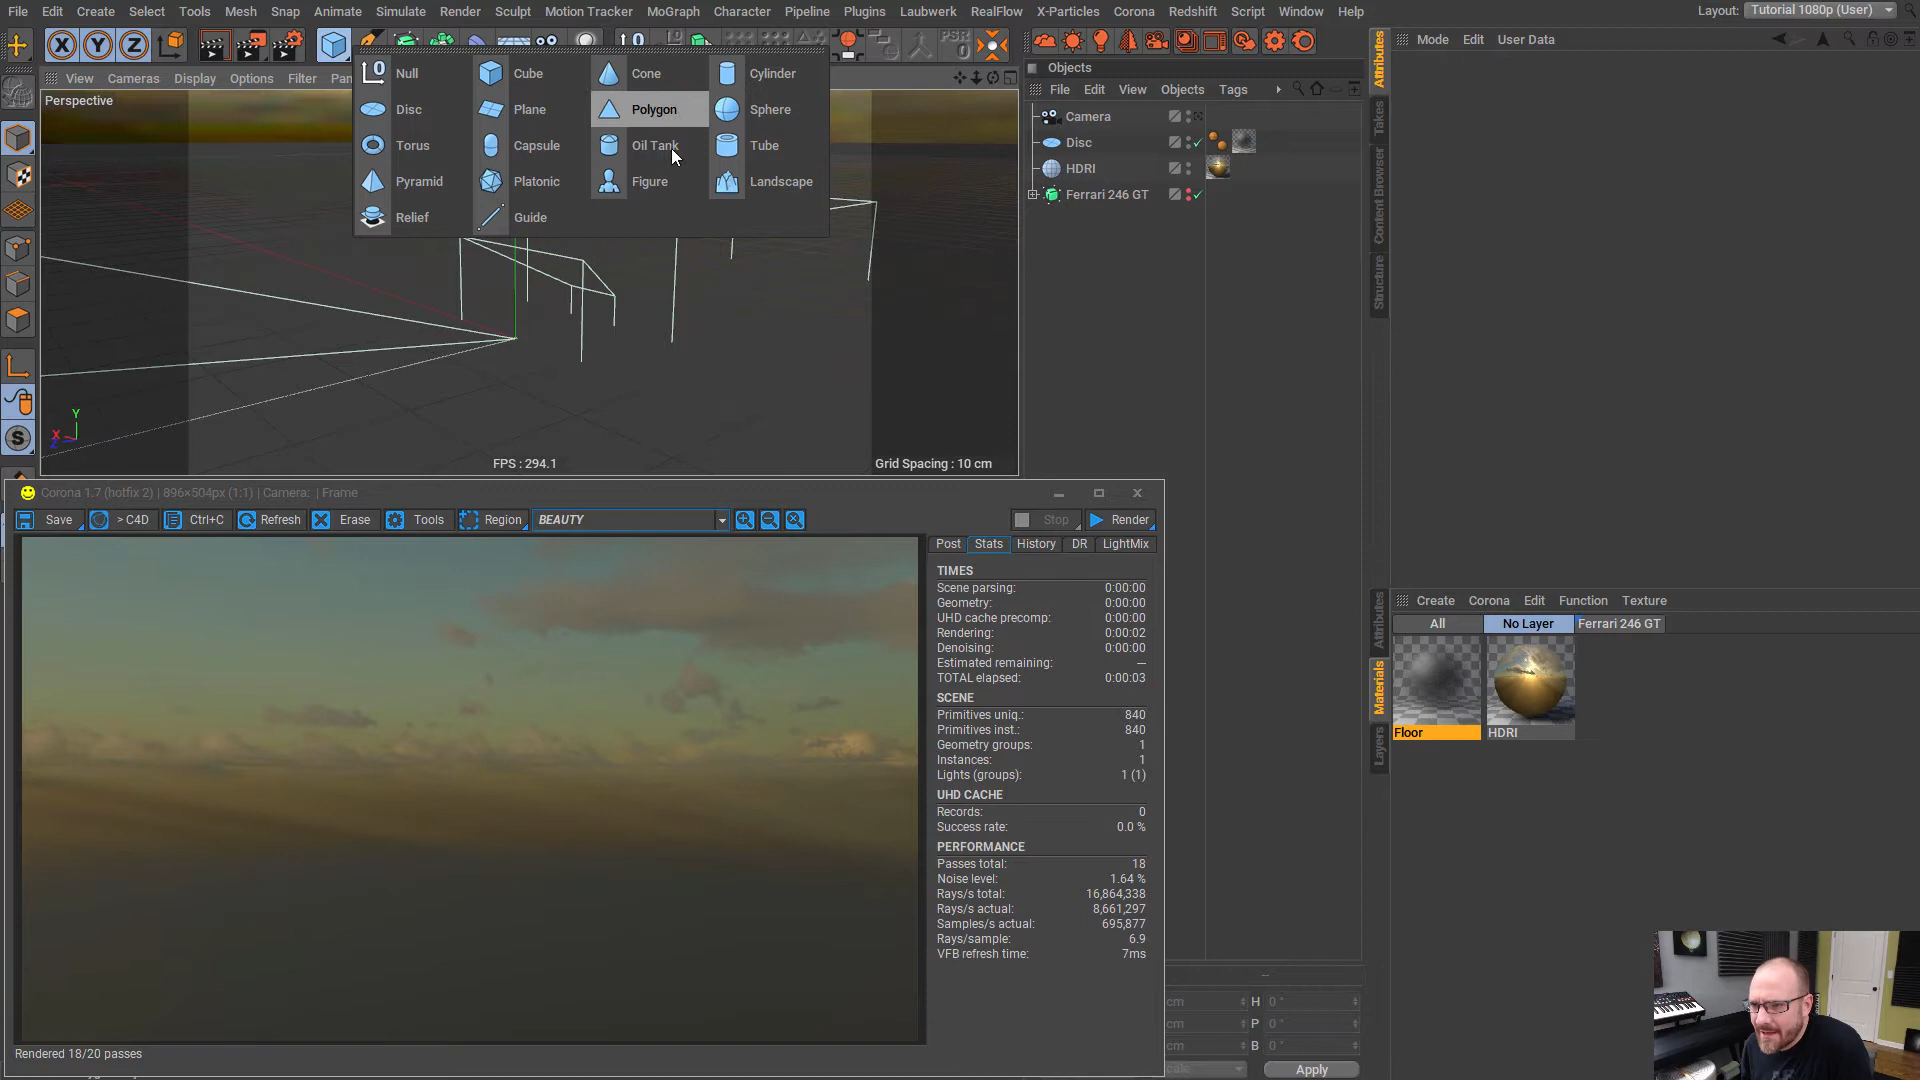 File Edit Create Select Tools Mesh Snap Animate Simulate Render Sculpt Motion Tracker MoGraph Character Pipeline Plugins Laubwerk RealFlow X-Particles Corona Redshift Script Window Help
Layout: Tutorial 1080p (User)
X Y Z
PSR
0
View Cameras Display Options Filter Pan
Null Cube Cone Cylinder
Disc Plane Polygon Sphere
Torus Capsule Oil Tank Tube
Pyramid Platonic Figure Landscape
Relief Guide
Perspective
Y
X
Z
FPS : 294.1
Grid Spacing : 10 cm
Objects
File Edit View Objects Tags
Camera
Disc
HDRI
Ferrari 246 GT
Attributes
Takes
Content Browser
Structure
Mode Edit User Data
Corona 1.7 (hotfix 2) | 896×504px (1:1) | Camera: | Frame
Save > C4D Ctrl+C Refresh Erase Tools Region BEAUTY Stop Render
Post Stats History DR LightMix
TIMES
Scene parsing: 0:00:00
Geometry: 0:00:00
UHD cache precomp: 0:00:00
Rendering: 0:00:02
Denoising: 0:00:00
Estimated remaining: —
TOTAL elapsed: 0:00:03
SCENE
Primitives uniq.: 840
Primitives inst.: 840
Geometry groups: 1
Instances: 1
Lights (groups): 1 (1)
UHD CACHE
Records: 0
Success rate: 0.0 %
PERFORMANCE
Passes total: 18
Noise level: 1.64 %
Rays/s total: 16,864,338
Rays/s actual: 8,661,297
Samples/s actual: 695,877
Rays/sample: 6.9
VFB refresh time: 7ms
Rendered 18/20 passes
Attributes
Materials
Layers
Create Corona Edit Function Texture
All No Layer Ferrari 246 GT
Floor HDRI
cm H 0 °
cm P 0 °
cm B 0 °
Apply